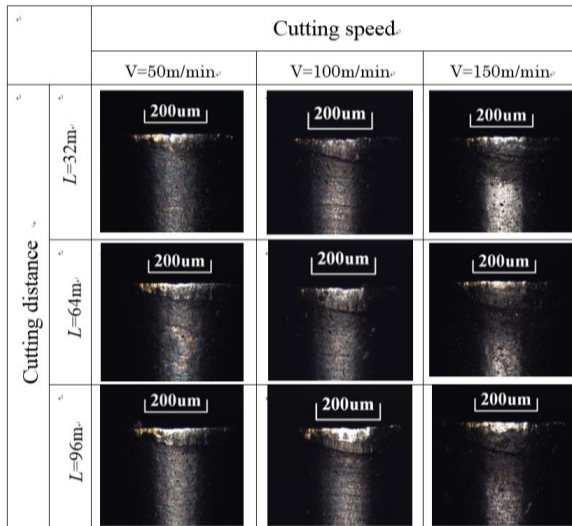 Cutting speed
V=50m/min V=100m/min V=150m/min
Cutting distance
L=32m
200um 200um 200um
L=64m
200um 200um 200um
L=96m
200um 200um 200um